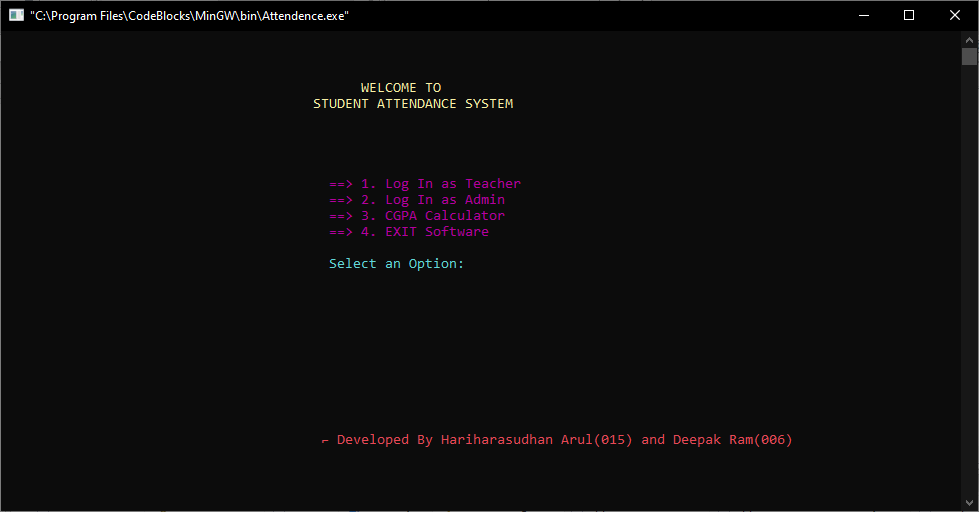 "C:\Program Files\CodeBlocks\MinGW\bin\Attendence.exe"
WELCOME TO
STUDENT ATTENDANCE SYSTEM
==> 1. Log In as Teacher
==> 2. Log In as Admin
==> 3. CGPA Calculator
==> 4. EXIT Software
Select an Option:
⌐ Developed By Hariharasudhan Arul(015) and Deepak Ram(006)